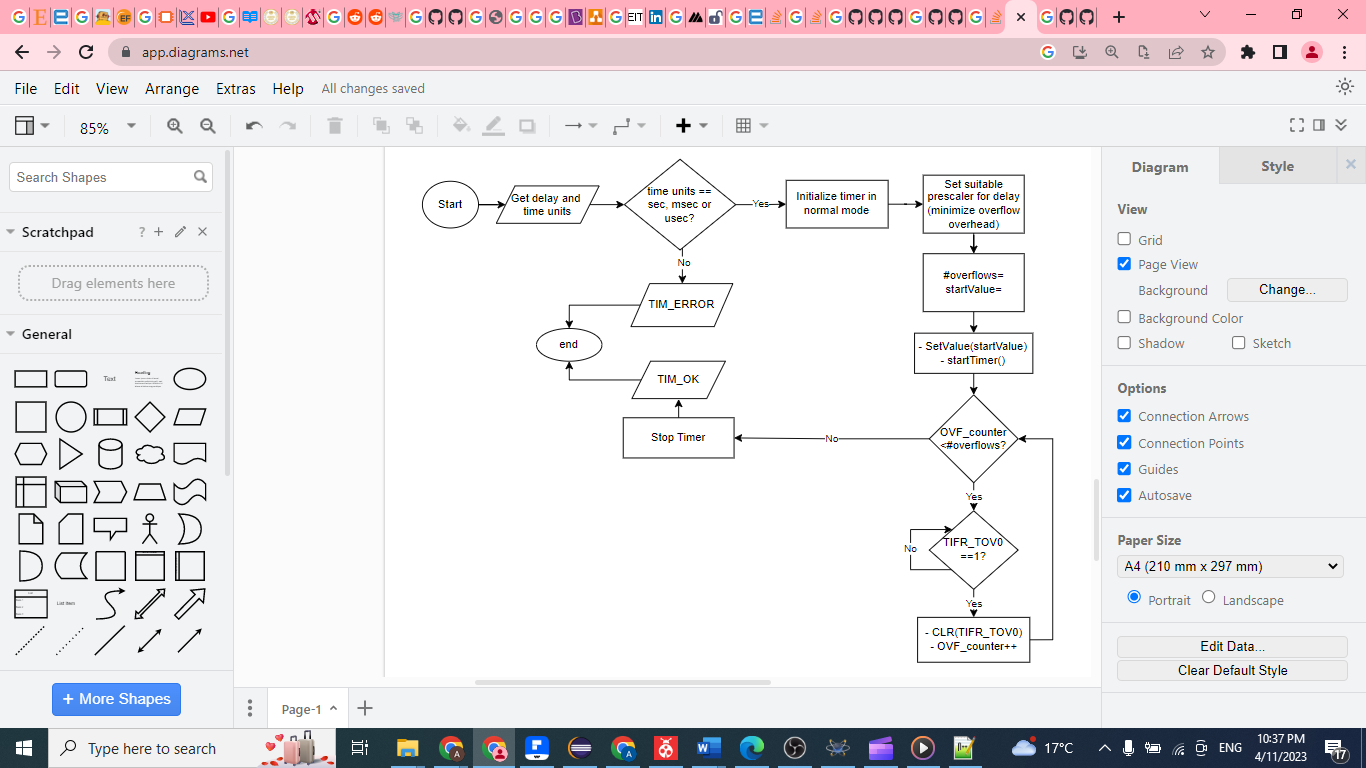 EIT
app.diagrams.net
File Edit View Arrange Extras Help All changes saved
85%
Search Shapes
Scratchpad
?
Drag elements here
General
Text
Heading
List Item
+ More Shapes
Start
Get delay and
time units
time units ==
sec, msec or
usec?
Yes
Initialize timer in
normal mode
Set suitable
prescaler for delay
(minimize overflow
overhead)
No
TIM_ERROR
#overflows=
startValue=
end
- SetValue(startValue)
- startTimer()
TIM_OK
Stop Timer
No
OVF_counter
<#overflows?
Yes
No
TIFR_TOV0
==1?
Yes
- CLR(TIFR_TOV0)
- OVF_counter++
Page-1
Diagram Style
View
Grid
Page View
Background Change...
Background Color
Shadow Sketch
Options
Connection Arrows
Connection Points
Guides
Autosave
Paper Size
A4 (210 mm x 297 mm)
Portrait Landscape
Edit Data...
Clear Default Style
Type here to search
17°C
ENG
10:37 PM
4/11/2023
17